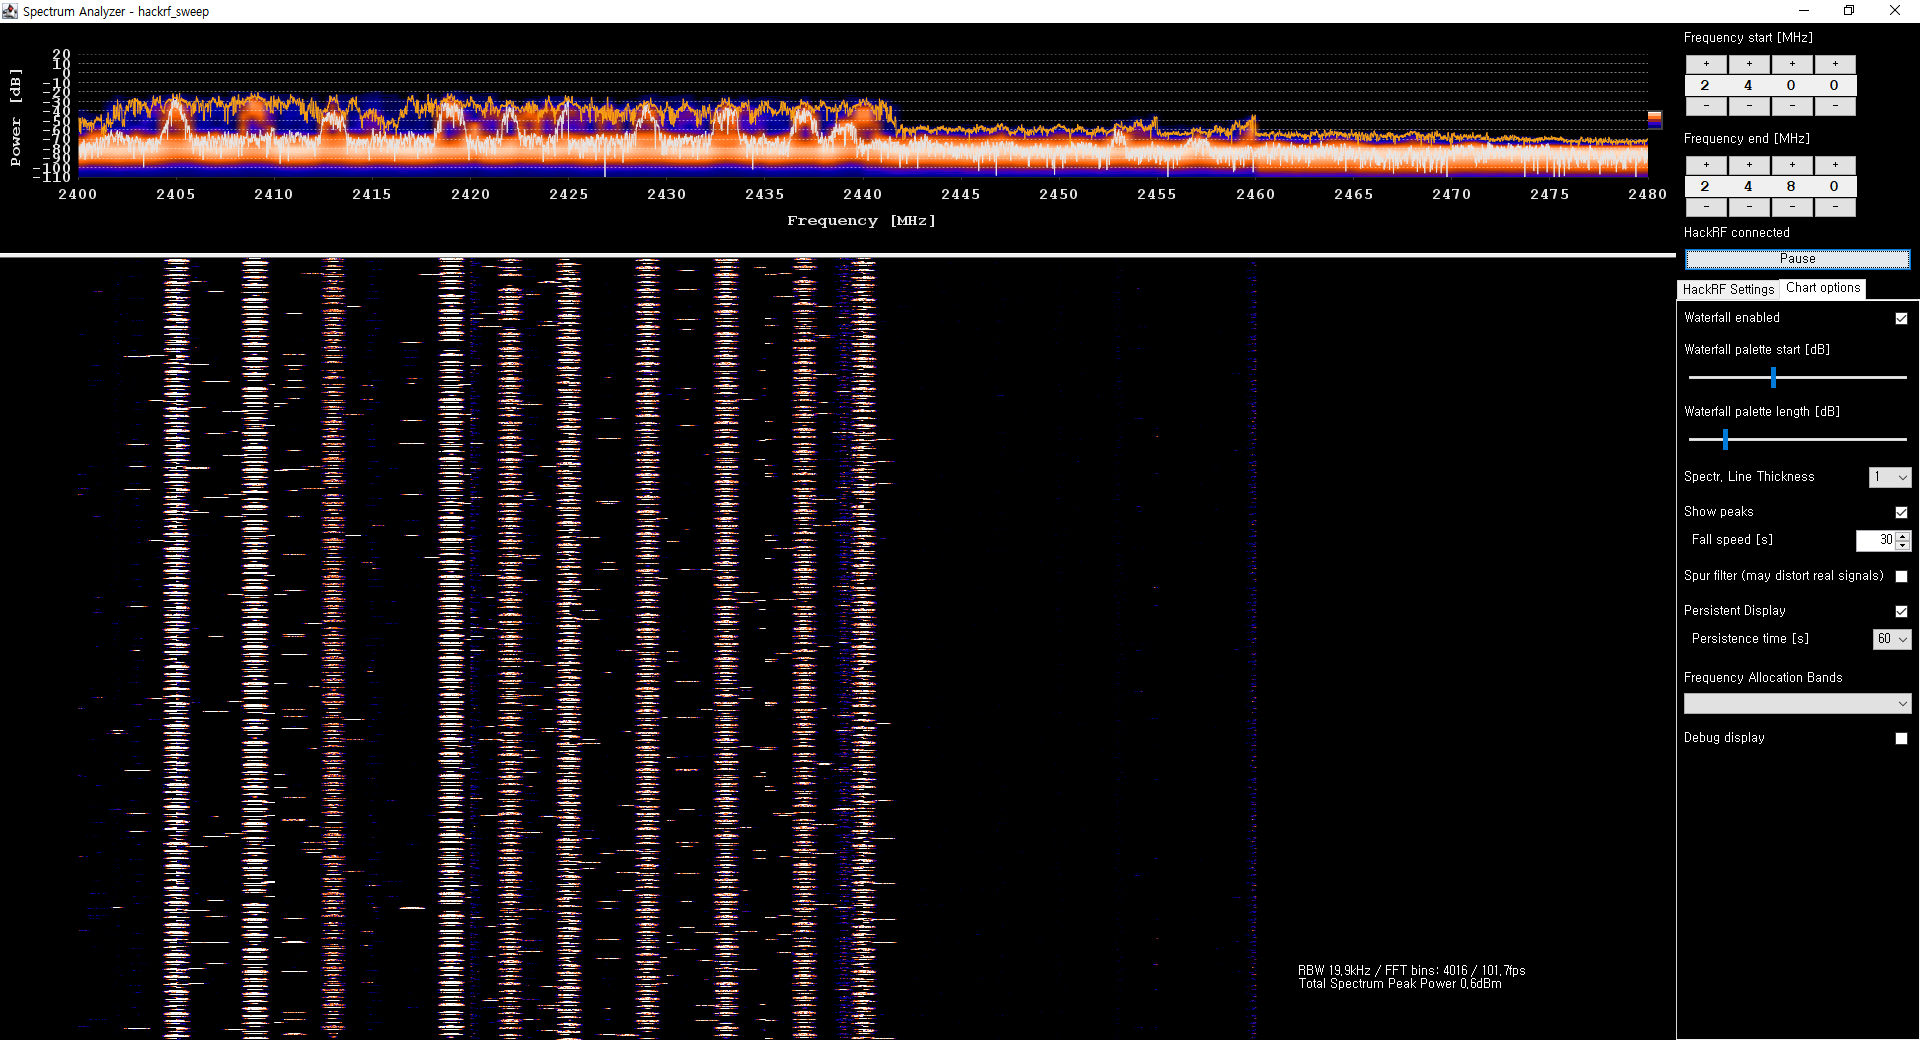 Spectrum Analyzer - hackrf_sweep
Power [dB]
20
10
0
-10
-20
-30
-40
-50
-60
-70
-80
-90
-100
-110
2400 2405 2410 2415 2420 2425 2430 2435 2440 2445 2450 2455 2460 2465 2470 2475 2480
Frequency [MHz]
RBW 19,9kHz / FFT bins: 4016 / 101,7fps
Total Spectrum Peak Power 0,6dBm
Frequency start [MHz]
+ + + +
2 4 0 0
- - - -
Frequency end [MHz]
+ + + +
2 4 8 0
- - - -
HackRF connected
Pause
HackRF Settings Chart options
Waterfall enabled
Waterfall palette start [dB]
Waterfall palette length [dB]
Spectr. Line Thickness 1
Show peaks
Fall speed [s] 30
Spur filter (may distort real signals)
Persistent Display
Persistence time [s] 60
Frequency Allocation Bands
Debug display